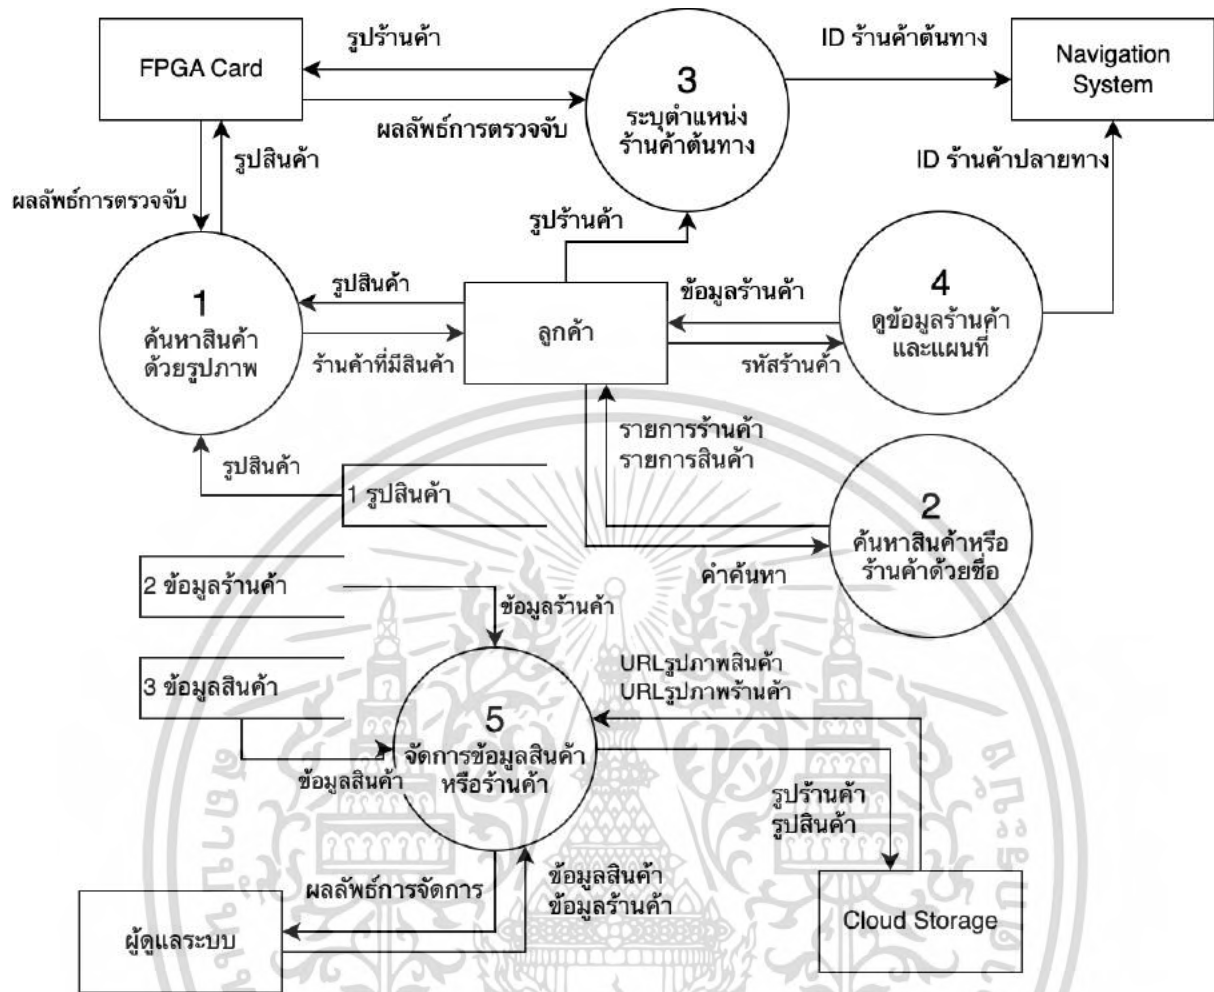 รูปร้านค้า
ID ร้านค้าต้นทาง
FPGA Card
3
ระบุตำแหน่ง
ร้านค้าต้นทาง
Navigation
System
ผลลัพธ์การตรวจจับ
รูปสินค้า
ID ร้านค้าปลายทาง
ผลลัพธ์การตรวจจับ
รูปร้านค้า
1
ค้นหาสินค้า
ด้วยรูปภาพ
รูปสินค้า
ร้านค้าที่มีสินค้า
ลูกค้า
ข้อมูลร้านค้า
รหัสร้านค้า
4
ดูข้อมูลร้านค้า
และแผนที่
รายการร้านค้า
รายการสินค้า
รูปสินค้า
1 รูปสินค้า
2
ค้นหาสินค้าหรือ
ร้านค้าด้วยชื่อ
คำค้นหา
2 ข้อมูลร้านค้า
ข้อมูลร้านค้า
3 ข้อมูลสินค้า
ข้อมูลสินค้า
URLรูปภาพสินค้า
URLรูปภาพร้านค้า
5
จัดการข้อมูลสินค้า
หรือร้านค้า
รูปร้านค้า
รูปสินค้า
ผลลัพธ์การจัดการ
ข้อมูลสินค้า
ข้อมูลร้านค้า
ผู้ดูแลระบบ
Cloud Storage